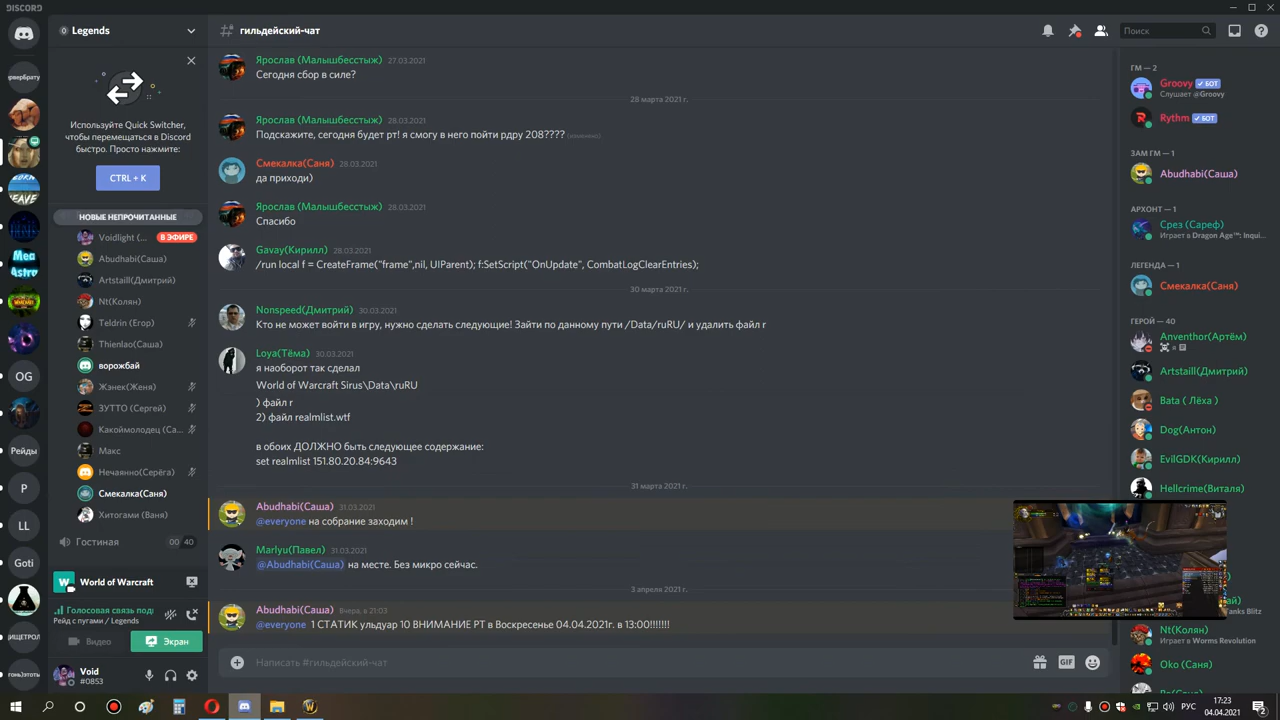 DISCORD
Legends
гильдейский-чат
Поиск
Используйте Quick Switcher,
чтобы перемещаться в Discord
быстро. Просто нажмите:
CTRL + K
НОВЫЕ НЕПРОЧИТАННЫЕ
Voidlight (...
В ЭФИРЕ
Abudhabi(Саша)
Artstaill(Дмитрий)
Nt(Колян)
Teldrin (Егор)
Thienlao(Саша)
ворожбай
Жэнек(Женя)
ЗУТТО (Сергей)
Какоймолодец (Са...
Макс
Нечаянно(Серёга)
Смекалка(Саня)
Хитогами (Ваня)
Гостиная
00 40
World of Warcraft
Голосовая связь под
Рейд с пугами / Legends
Видео
Экран
Void
#0853
Mea
Astro
OG
Рейды
P
LL
Goti
Ярослав (Малышбесстыж) 27.03.2021
Сегодня сбор в силе?
28 марта 2021 г.
Ярослав (Малышбесстыж) 28.03.2021
Подскажите, сегодня будет рт! я смогу в него пойти рдру 208???? (изменено)
Смекалка(Саня) 28.03.2021
да приходи)
Ярослав (Малышбесстыж) 28.03.2021
Спасибо
Gavay(Кирилл) 28.03.2021
/run local f = CreateFrame("frame",nil, UIParent); f:SetScript("OnUpdate", CombatLogClearEntries);
30 марта 2021 г.
Nonspeed(Дмитрий) 30.03.2021
Кто не может войти в игру, нужно сделать следующие! Зайти по данному пути /Data/ruRU/ и удалить файл r
Loya(Тёма) 30.03.2021
я наоборот так сделал
World of Warcraft Sirus\Data\ruRU
) файл r
2) файл realmlist.wtf
в обоих ДОЛЖНО быть следующее содержание:
set realmlist 151.80.20.84:9643
31 марта 2021 г.
Abudhabi(Саша) 31.03.2021
@everyone на собрание заходим !
Marlyu(Павел) 31.03.2021
@Abudhabi(Саша) на месте. Без микро сейчас.
3 апреля 2021 г.
Abudhabi(Саша) Вчера, в 21:03
@everyone 1 СТАТИК ульдуар 10 ВНИМАНИЕ РТ в Воскресенье 04.04.2021г. в 13:00!!!!!!!
Написать #гильдейский-чат
GIF
ГМ — 2
Groovy БОТ
Слушает @Groovy
Rythm БОТ
ЗАМ ГМ — 1
Abudhabi(Саша)
АРХОНТ — 1
Срез (Сареф)
Играет в Dragon Age™: Inqui...
ЛЕГЕНДА — 1
Смекалка(Саня)
ГЕРОЙ — 40
Anventhor(Артём)
Artstaill(Дмитрий)
Bata ( Лёха )
Dog(Антон)
EvilGDK(Кирилл)
Hellcrime(Виталя)
anks Blitz
Nt(Колян)
Играет в Worms Revolution
Oko (Саня)
РУС
17:23
04.04.2021
2